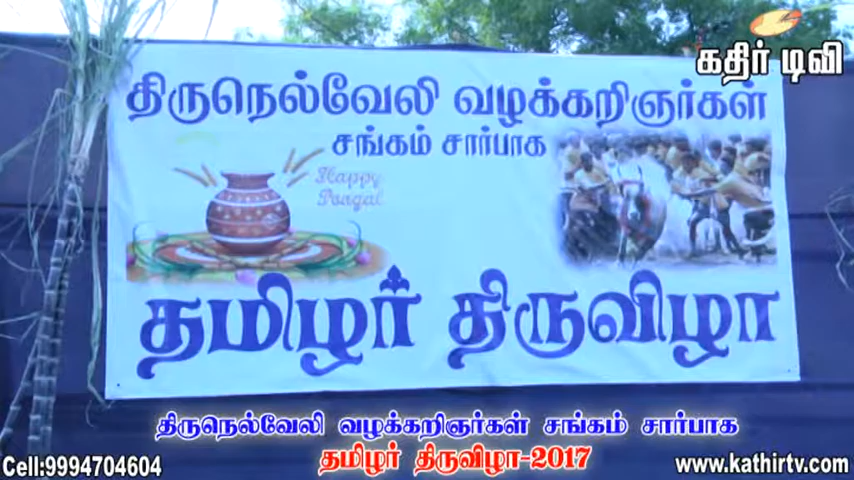 கதிர் டிவி
திருநெல்வேலி வழக்கறிஞர்கள்
சங்கம் சார்பாக
Happy
Pongal
தமிழர் திருவிழா
திருநெல்வேலி வழக்கறிஞர்கள் சங்கம் சார்பாக
தமிழர் திருவிழா-2017
Cell:9994704604
www.kathirtv.com